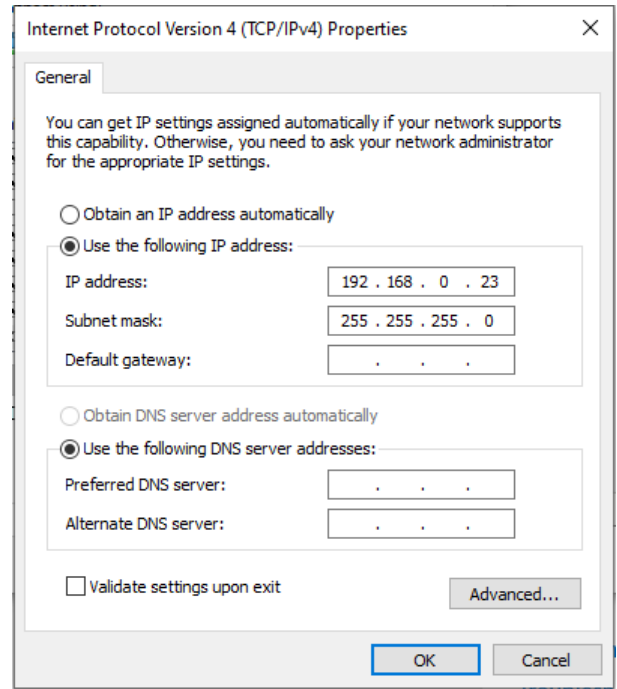 Internet Protocol Version 4 (TCP/IPv4) Properties
General
You can get IP settings assigned automatically if your network supports
this capability. Otherwise, you need to ask your network administrator
for the appropriate IP settings.
Obtain an IP address automatically
Use the following IP address:
IP address: 192 . 168 . 0 . 23
Subnet mask: 255 . 255 . 255 . 0
Default gateway: . . .
Obtain DNS server address automatically
Use the following DNS server addresses:
Preferred DNS server: . . .
Alternate DNS server: . . .
Validate settings upon exit
Advanced...
OK Cancel